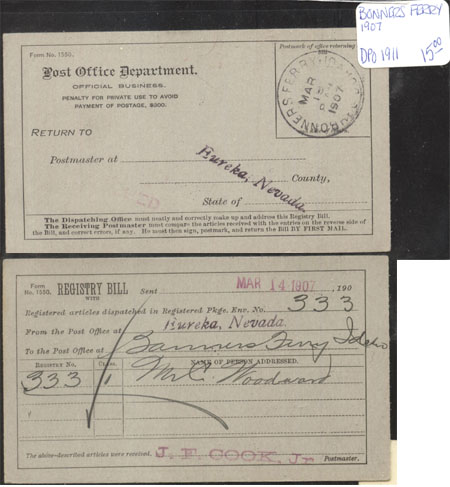 BONNERS FERRY
1907
DPO 1911 15.00
Form No. 1550.
Postmark of office returning
Post Office Department.
OFFICIAL BUSINESS.
PENALTY FOR PRIVATE USE TO AVOID
PAYMENT OF POSTAGE, $300.
BONNERS FERRY, IDAHO
MAR
1907
BONNERS
RETURN TO
Postmaster at
Eureka, Nevada.
County,
State of
The Dispatching Office must neatly and correctly make up and address this Registry Bill.
The Receiving Postmaster must compare the articles received with the entries on the reverse side
of the Bill, and correct errors, if any. He must then sign, postmark, and return the Bill BY FIRST MAIL.
Form No. 1550. REGISTRY BILL WITH Sent MAR 14 1907, 190
Registered articles dispatched in Registered Pkge. Env. No. 333
From the Post Office at Eureka, Nevada.
To the Post Office at Banners Ferry Idaho
REGISTRY No. NAME OF PERSON ADDRESSED.
333 1 Mr C. Woodward
The above-described articles were received. J. F. COOK, Jr Postmaster.